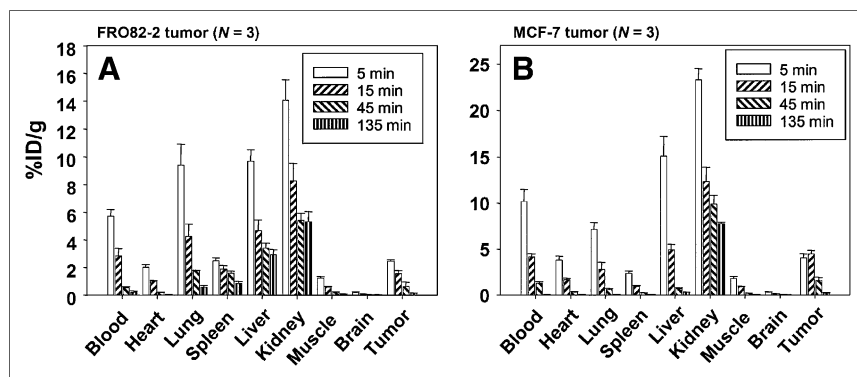 FRO82-2 tumor (N = 3)
A
%ID/g
18
16
14
12
10
8
6
4
2
0
5 min
15 min
45 min
135 min
Blood
Heart
Lung
Spleen
Liver
Kidney
Muscle
Brain
Tumor
MCF-7 tumor (N = 3)
B
25
20
15
10
5
0
5 min
15 min
45 min
135 min
Blood
Heart
Lung
Spleen
Liver
Kidney
Muscle
Brain
Tumor